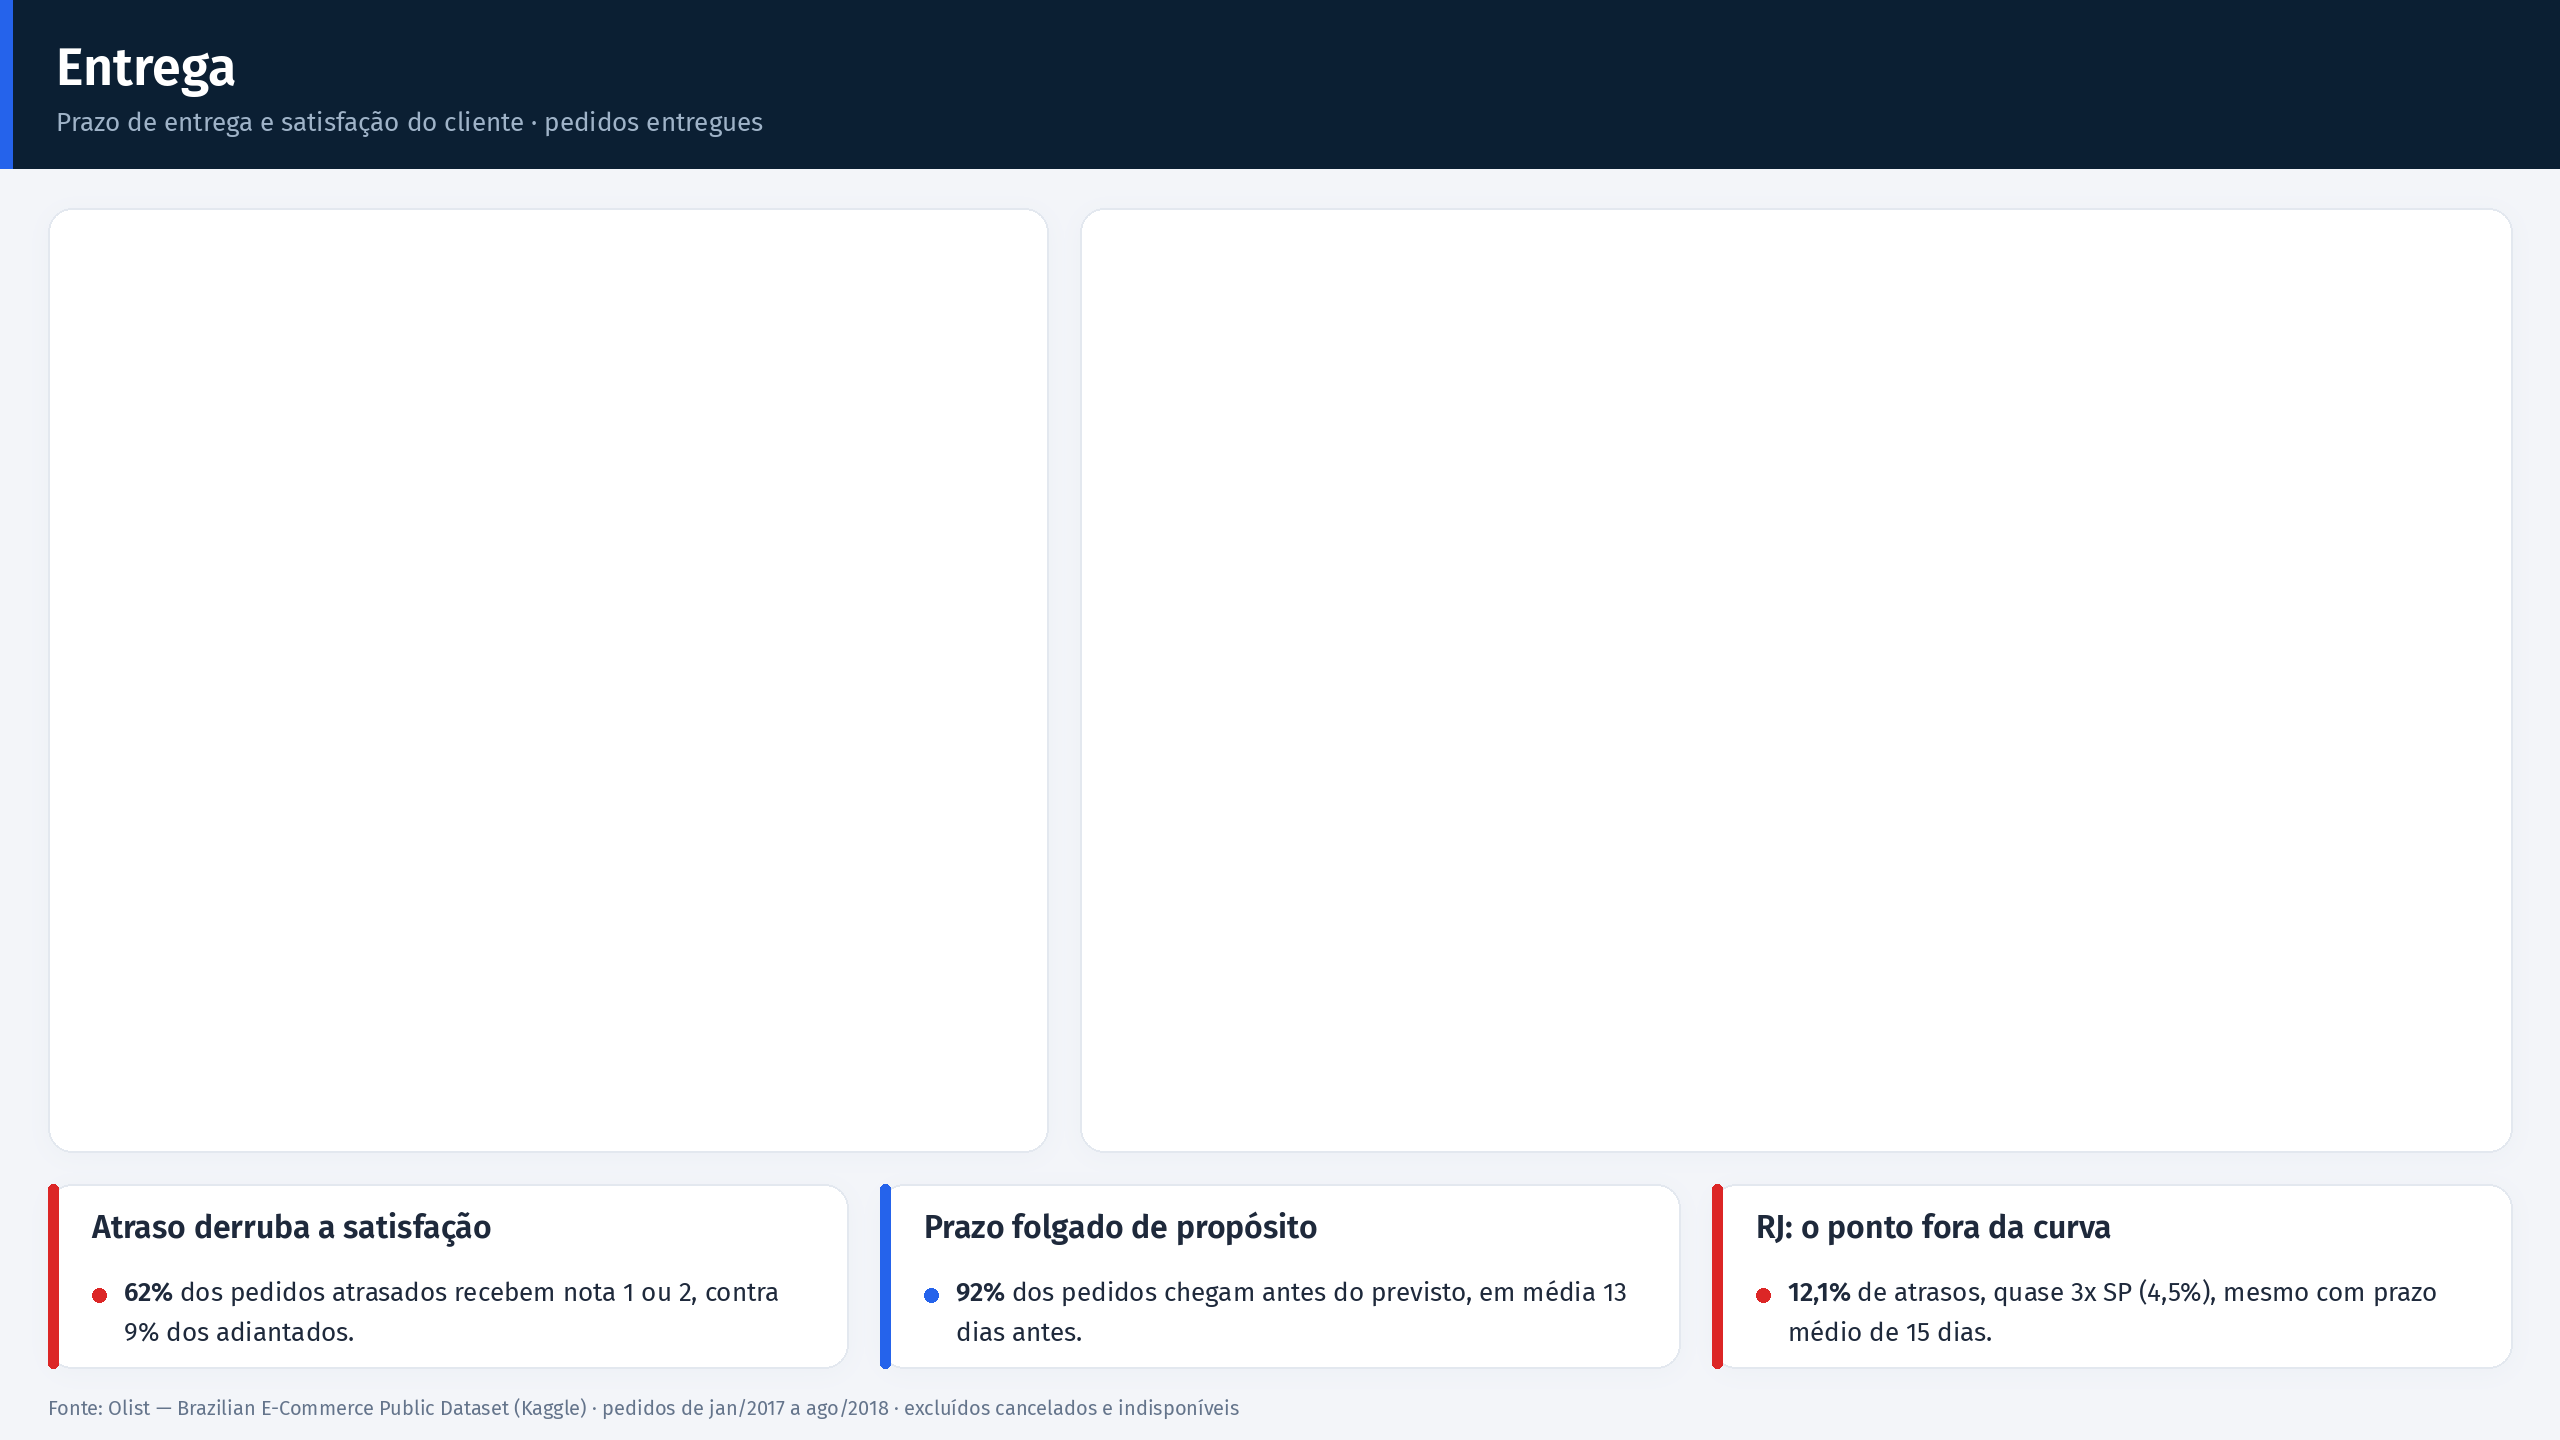 Entrega
Prazo de entrega e satisfação do cliente · pedidos entregues
Atraso derruba a satisfação
62% dos pedidos atrasados recebem nota 1 ou 2, contra
9% dos adiantados.
Prazo folgado de propósito
92% dos pedidos chegam antes do previsto, em média 13
dias antes.
RJ: o ponto fora da curva
12,1% de atrasos, quase 3x SP (4,5%), mesmo com prazo
médio de 15 dias.
Fonte: Olist — Brazilian E-Commerce Public Dataset (Kaggle) · pedidos de jan/2017 a ago/2018 · excluídos cancelados e indisponíveis